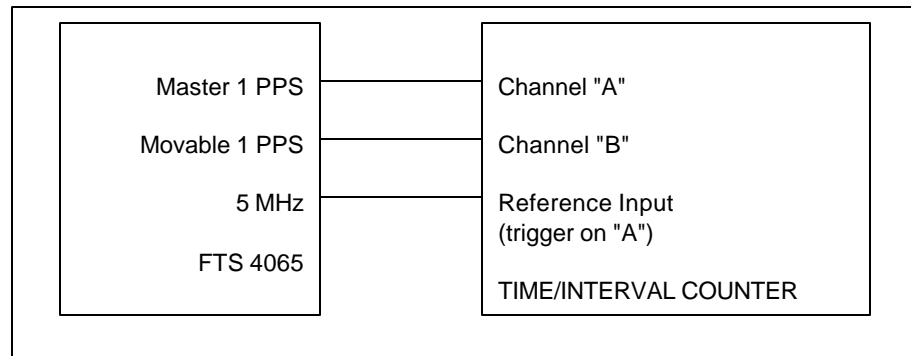 Master 1 PPS
Movable 1 PPS
5 MHz
FTS 4065
Channel "A"
Channel "B"
Reference Input
(trigger on "A")
TIME/INTERVAL COUNTER